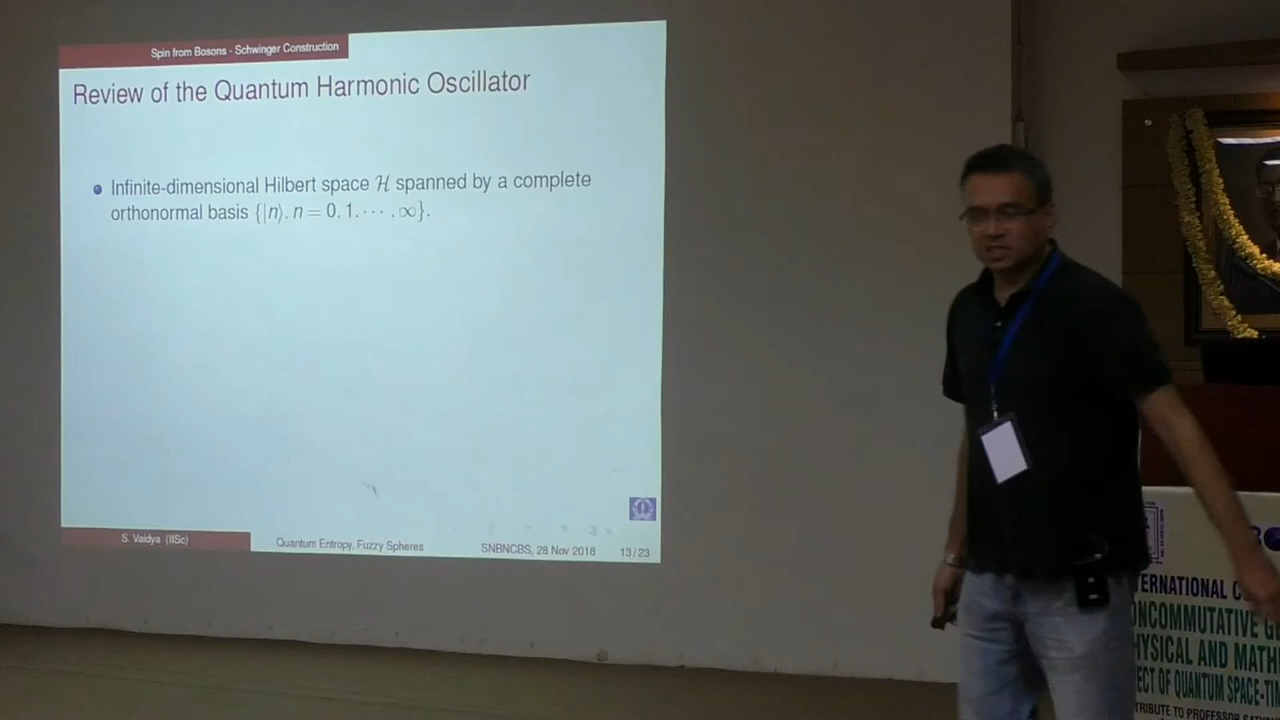 Spin from Bosons - Schwinger Construction
Review of the Quantum Harmonic Oscillator
Infinite-dimensional Hilbert space ℋ spanned by a complete
orthonormal basis {|n⟩, n = 0, 1, ⋯ , ∞}.
S. Vaidya (IISc)
Quantum Entropy, Fuzzy Spheres
SNBNCBS, 28 Nov 2018
13/23
TERNATIONAL C
ONCOMMUTATIVE G
HYSICAL AND MATH
ECT OF QUANTUM SPACE-TI
TRIBUTE TO PROFESSOR